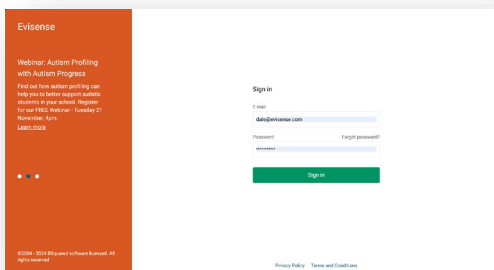 Evisense
Webinar: Autism Profiling
with Autism Progress
Find out how autism profiling can
help you to better support autistic
students in your school. Register
for our FREE Webinar - Tuesday 21
November, 4pm.
Learn more
©2004 - 2024 BSquared software licensed. All
rights reserved
Sign in
E-mail
dale@evisense.com
Password Forgot password?
••••••••••
Sign in
Privacy Policy Terms and Conditions